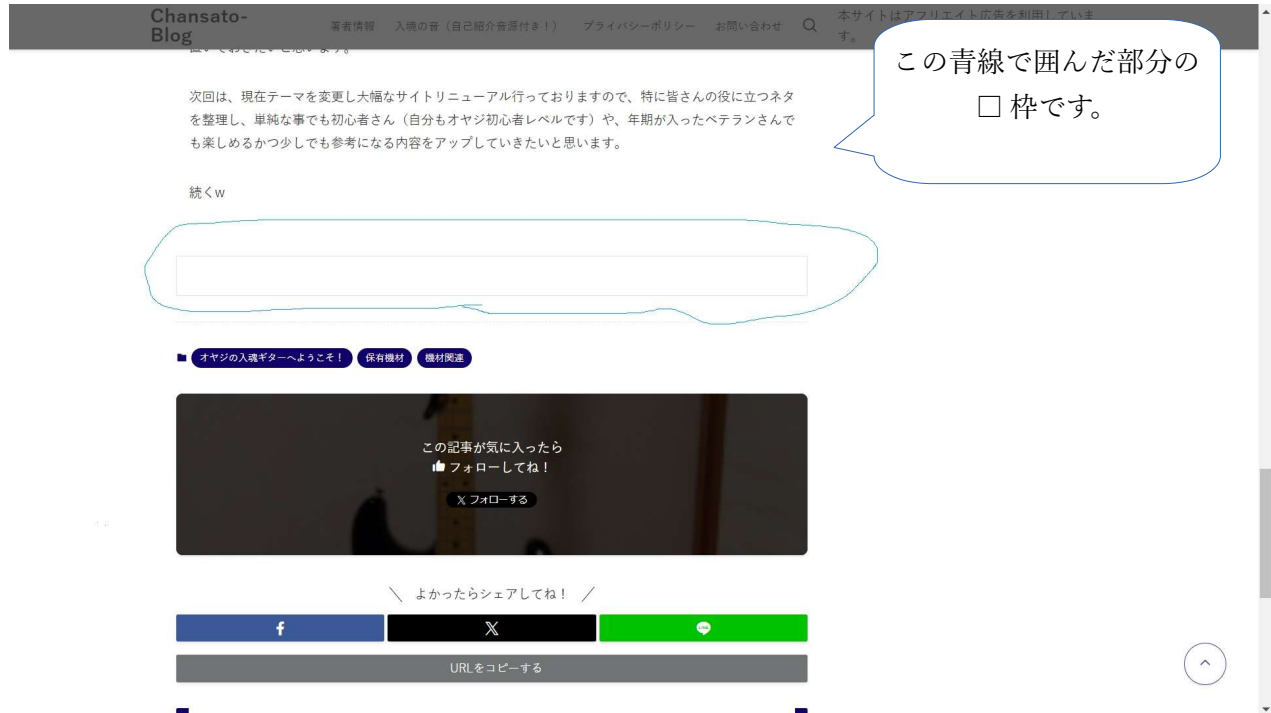 Chansato-Blog
著者情報 入魂の音（自己紹介音源付き！） プライバシーポリシー お問い合わせ
本サイトはアフリエイト広告を利用しています。
この青線で囲んだ部分の
□ 枠です。
次回は、現在テーマを変更し大幅なサイトリニューアル行っておりますので、特に皆さんの役に立つネタ
を整理し、単純な事でも初心者さん（自分もオヤジ初心者レベルです）や、年期が入ったベテランさんで
も楽しめるかつ少しでも参考になる内容をアップしていきたいと思います。
続くw
オヤジの入魂ギターへようこそ！ 保有機材 機材関連
この記事が気に入ったら
フォローしてね！
X フォローする
よかったらシェアしてね！
URLをコピーする